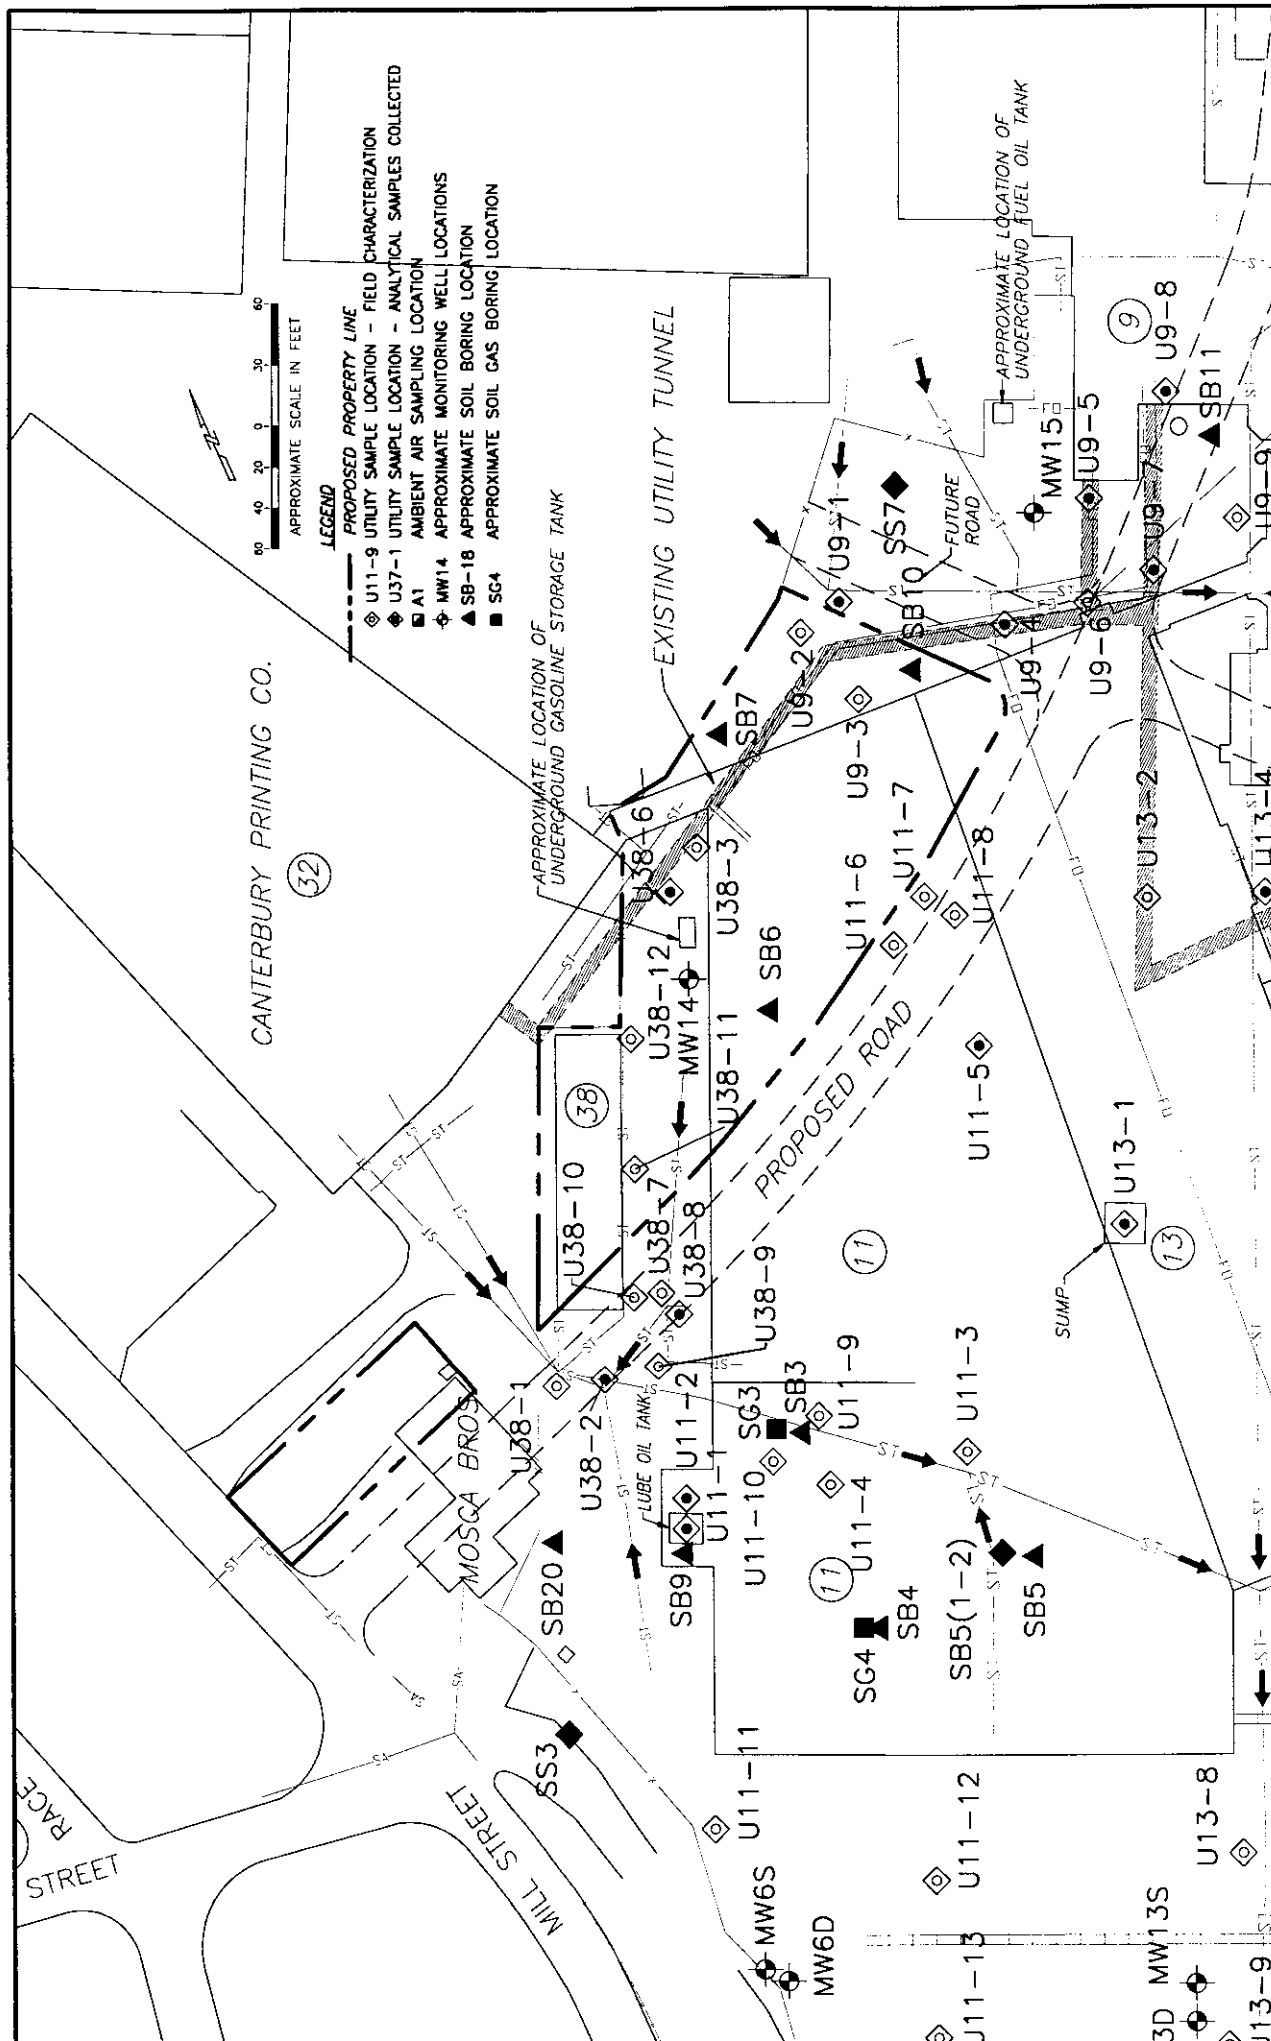 60 30 0 20 40 60
APPROXIMATE SCALE IN FEET
LEGEND
PROPOSED PROPERTY LINE
U11-9 UTILITY SAMPLE LOCATION - FIELD CHARACTERIZATION
U37-1 UTILITY SAMPLE LOCATION - ANALYTICAL SAMPLES COLLECTED
A1 AMBIENT AIR SAMPLING LOCATION
MW14 APPROXIMATE MONITORING WELL LOCATIONS
SB-18 APPROXIMATE SOIL BORING LOCATION
SG4 APPROXIMATE SOIL GAS BORING LOCATION
CANTERBURY PRINTING CO.
32
APPROXIMATE LOCATION OF
UNDERGROUND GASOLINE STORAGE TANK
EXISTING UTILITY TUNNEL
APPROXIMATE LOCATION OF
UNDERGROUND FUEL OIL TANK
9
U9-8
SB11
MW15
U9-5
U9-7
U9-9
SS7
FUTURE
ROAD
U9-1
SB10
U9-4
U9-6
U9-2
SB7
U9-3
U38-6
U38-3
U11-7
U11-6
U11-8
U13-2
U13-4
U38-12
MW14
SB6
U38-11
38
PROPOSED ROAD
U11-5
U13-1
SUMP
13
11
U38-10
U38-7
U38-8
U38-9
U38-1
U38-2
MOSCA BROS
LUBE OIL TANK
U11-2
U11-1
SG3
SB3
U11-9
U11-3
U11-10
U11-4
11
SB20
SB9
SG4
SB4
SB5(1-2)
SB5
SS3
MILL STREET
RACE
STREET
U11-11
U11-12
U13-8
MW6S
MW6D
U11-13
MW13S
3D
U13-9